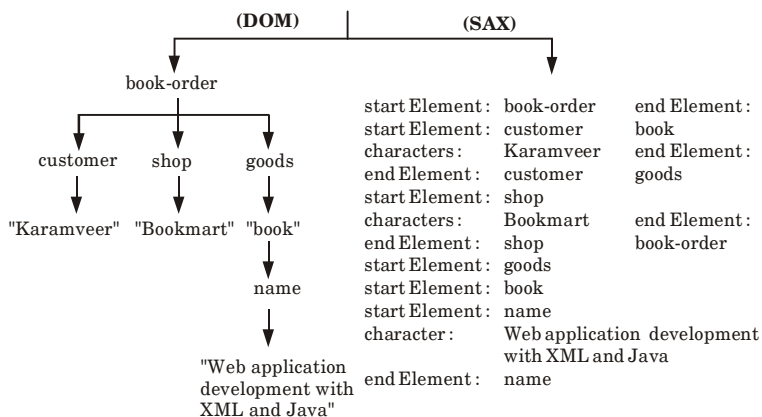 (DOM) (SAX)
book-order
customer shop goods
"Karamveer" "Bookmart" "book"
name
"Web application
development with
XML and Java"
start Element : book-order
start Element : customer
characters : Karamveer
end Element : customer
start Element : shop
characters : Bookmart
end Element : shop
start Element : goods
start Element : book
start Element : name
character : Web application development
with XML and Java
end Element : name
end Element :
book
end Element :
goods
end Element :
book-order